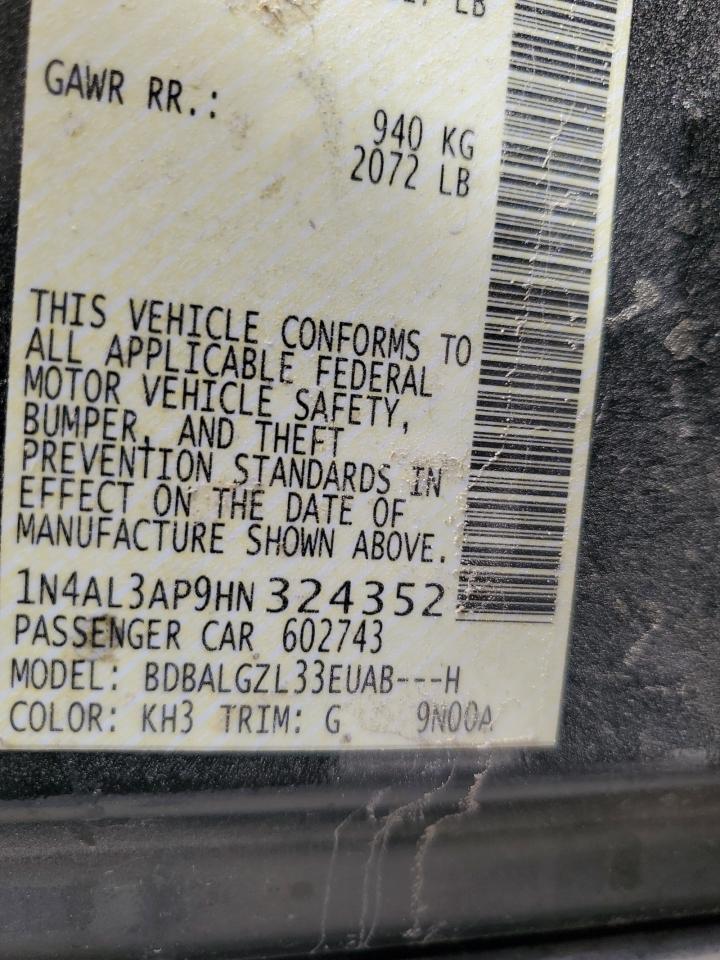 LB
GAWR RR.:
940 KG
2072 LB
THIS VEHICLE CONFORMS TO
ALL APPLICABLE FEDERAL
MOTOR VEHICLE SAFETY,
BUMPER, AND THEFT
PREVENTION STANDARDS IN
EFFECT ON THE DATE OF
MANUFACTURE SHOWN ABOVE.
1N4AL3AP9HN324352
PASSENGER CAR 602743
MODEL: BDBALGZL33EUAB---H
COLOR: KH3 TRIM: G 9N00A